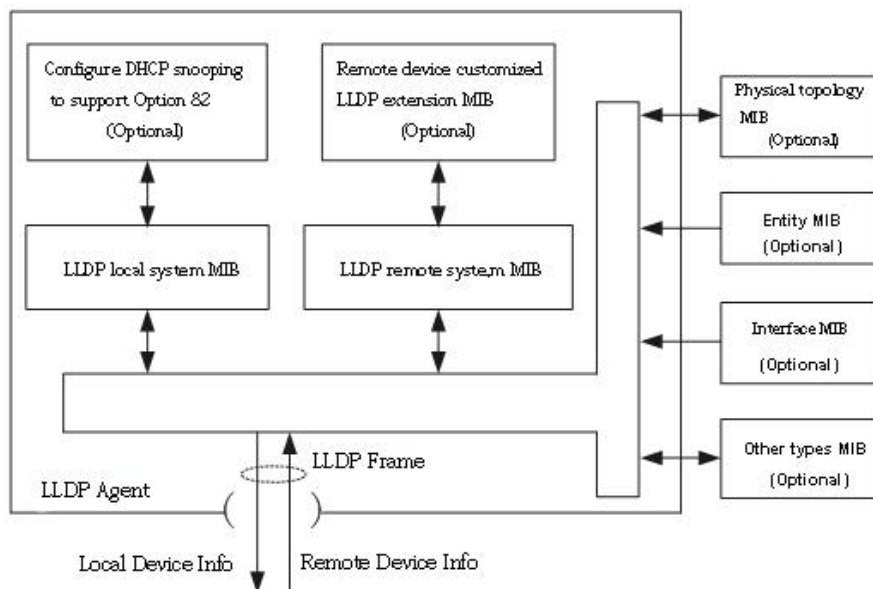 Configure DHCP snooping
to support Option 82
(Optional)
Remote device customized
LLDP extension MIB
(Optional)
Physical topology
MIB
(Optional)
LLDP local system MIB
LLDP remote syste,m MIB
Entity MIB
(Optional)
Interface MIB
(Optional)
Other types MIB
(Optional)
LLDP Frame
LLDP Agent
Local Device Info
Remote Device Info